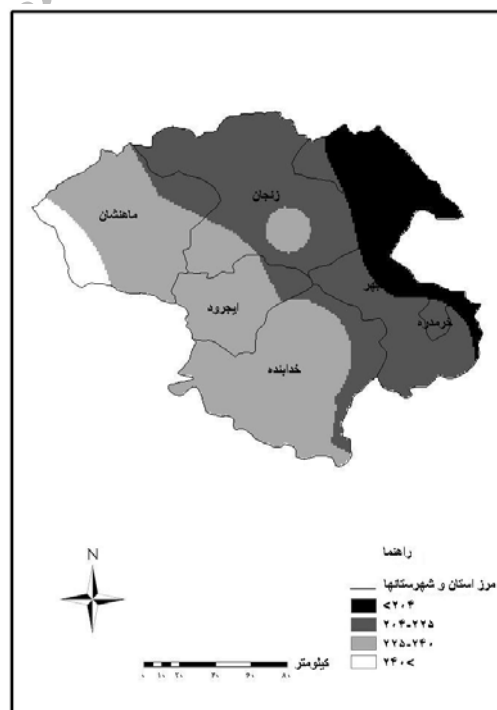 زنجان
ماهنشان
ابهر
خرمدره
ایجرود
خدابنده
N
راهنما
مرز استان و شهرستانها
<۲۰۴
۲۰۴-۲۲۵
۲۲۵-۲۴۰
۲۴۰>
کیلومتر
۰ ۱۰ ۲۰ ۴۰ ۶۰ ۸۰